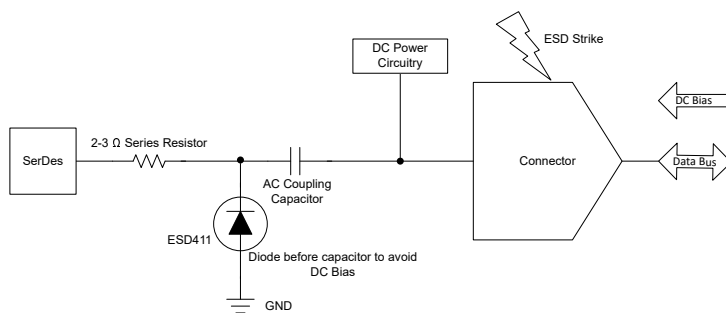 ESD Strike
DC Power
Circuitry
DC Bias
2-3 Ω Series Resistor
SerDes
Connector
Data Bus
AC Coupling
Capacitor
ESD411
Diode before capacitor to avoid
DC Bias
GND